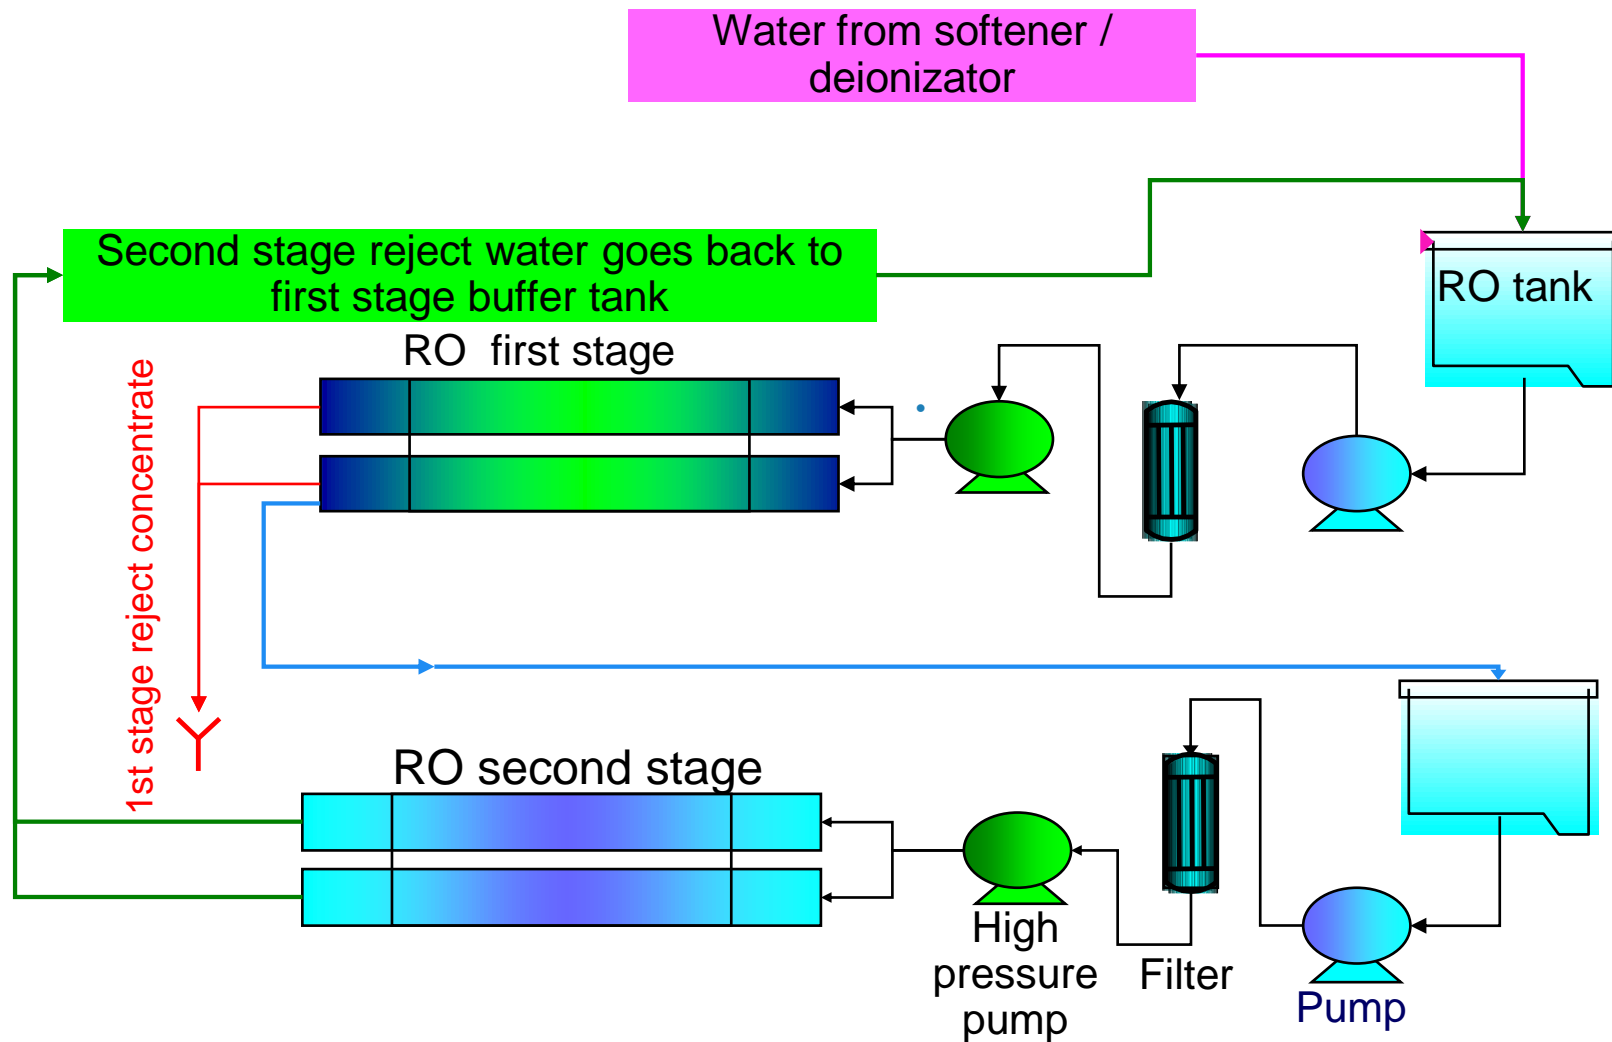 Water from softener /
deionizator
Second stage reject water goes back to
first stage buffer tank
RO tank
RO first stage
1st stage reject concentrate
RO second stage
High
pressure
pump
Filter
Pump